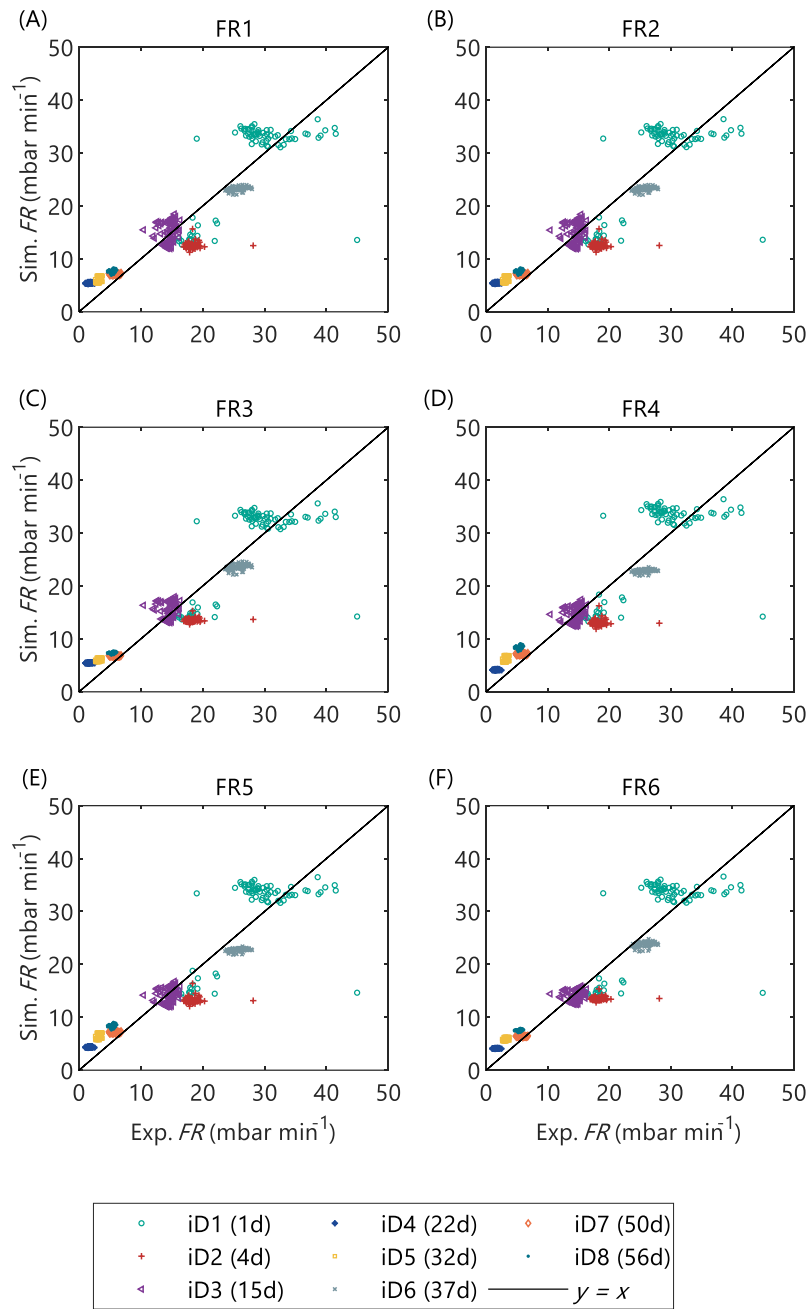 (A) FR1 (B) FR2
50 50
40 40
30 30
20 20
10 10
0 0
0 10 20 30 40 50 0 10 20 30 40 50
Sim. FR (mbar min⁻¹)
(C) FR3 (D) FR4
50 50
40 40
30 30
20 20
10 10
0 0
0 10 20 30 40 50 0 10 20 30 40 50
Sim. FR (mbar min⁻¹)
(E) FR5 (F) FR6
50 50
40 40
30 30
20 20
10 10
0 0
0 10 20 30 40 50 0 10 20 30 40 50
Sim. FR (mbar min⁻¹)
Exp. FR (mbar min⁻¹) Exp. FR (mbar min⁻¹)
iD1 (1d) iD4 (22d) iD7 (50d)
iD2 (4d) iD5 (32d) iD8 (56d)
iD3 (15d) iD6 (37d) y = x